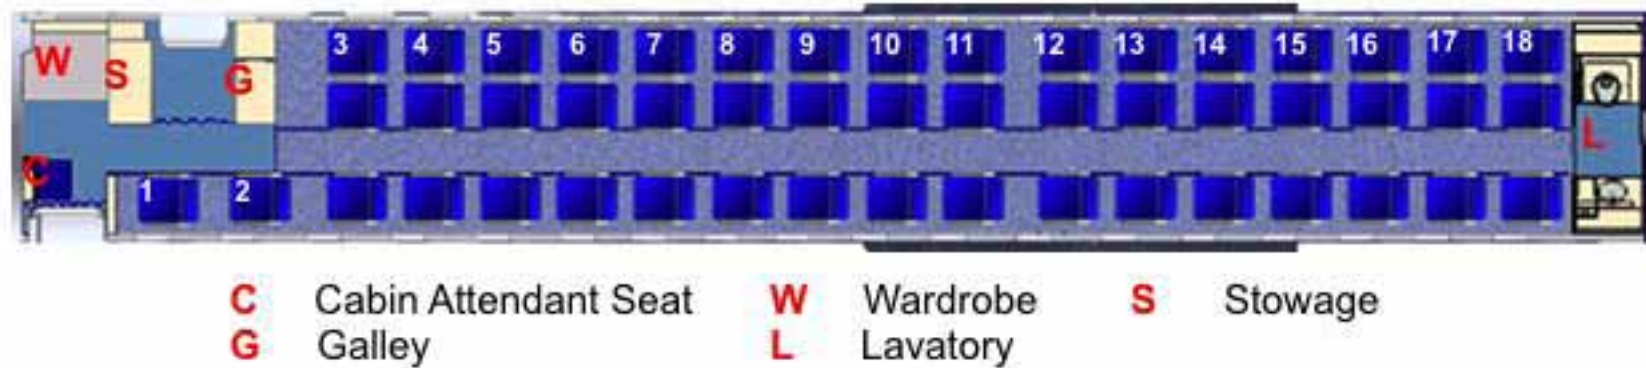 W S G 3 4 5 6 7 8 9 10 11 12 13 14 15 16 17 18
L
C 1 2
C Cabin Attendant Seat W Wardrobe S Stowage
G Galley L Lavatory